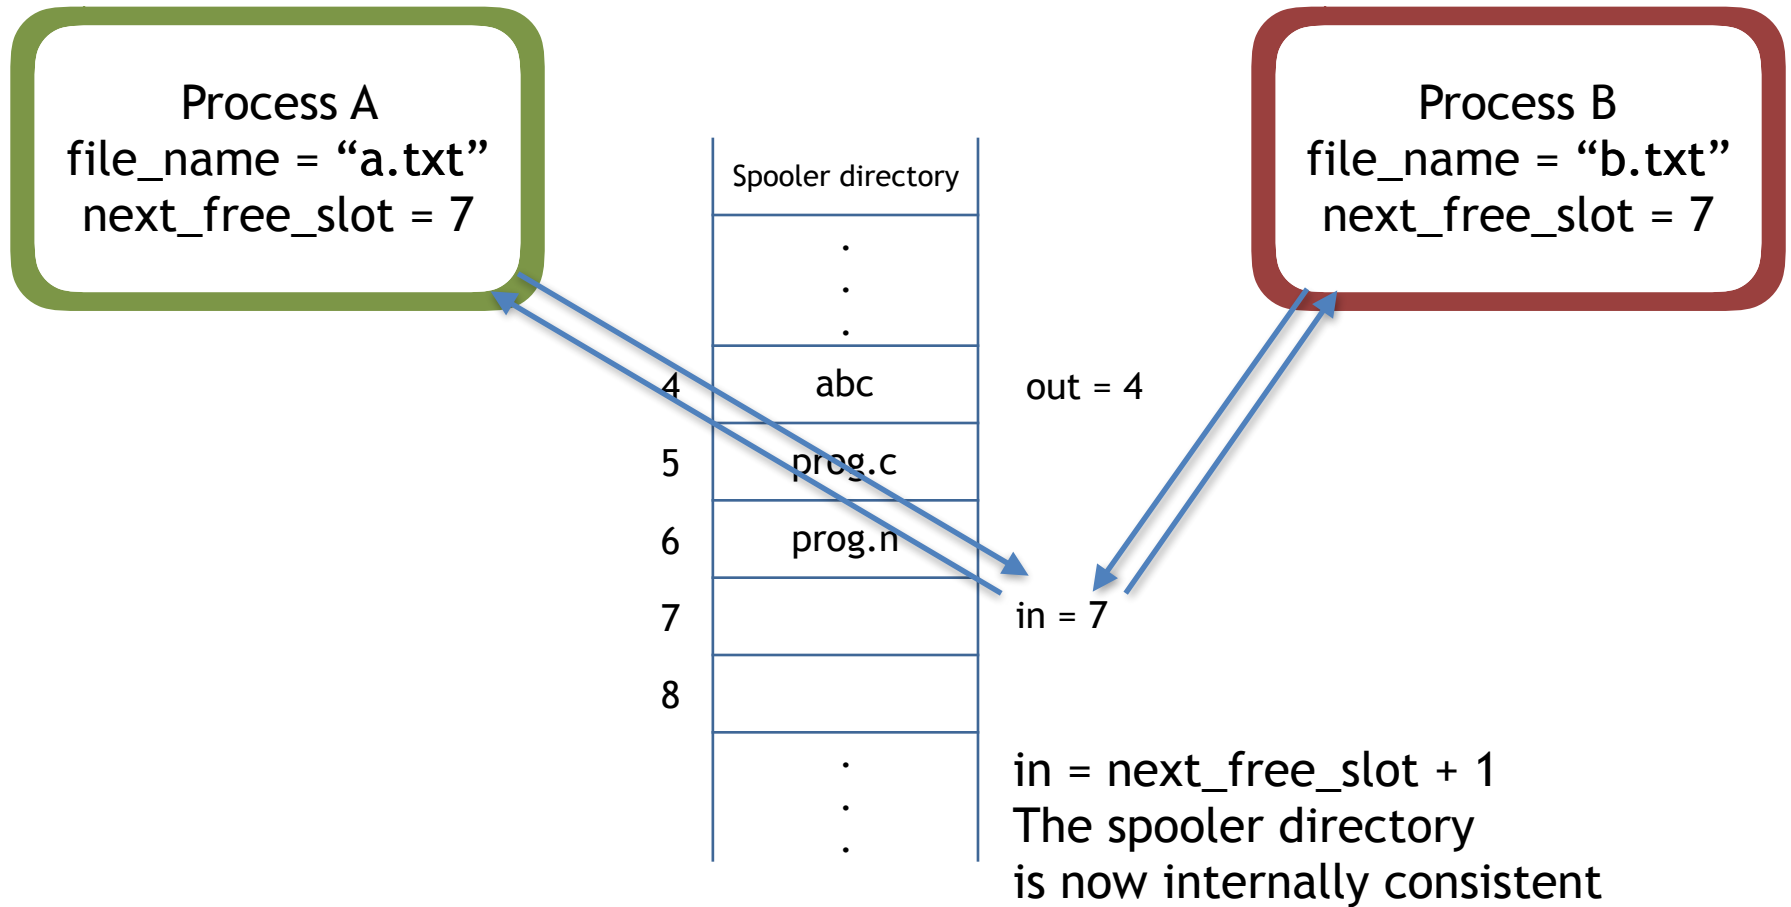 Process A
file_name = “a.txt”
next_free_slot = 7
Process B
file_name = “b.txt”
next_free_slot = 7
Spooler directory
.
.
.
4 abc out = 4
5 prog.c
6 prog.n
7 in = 7
8
.
.
.
in = next_free_slot + 1
The spooler directory
is now internally consistent